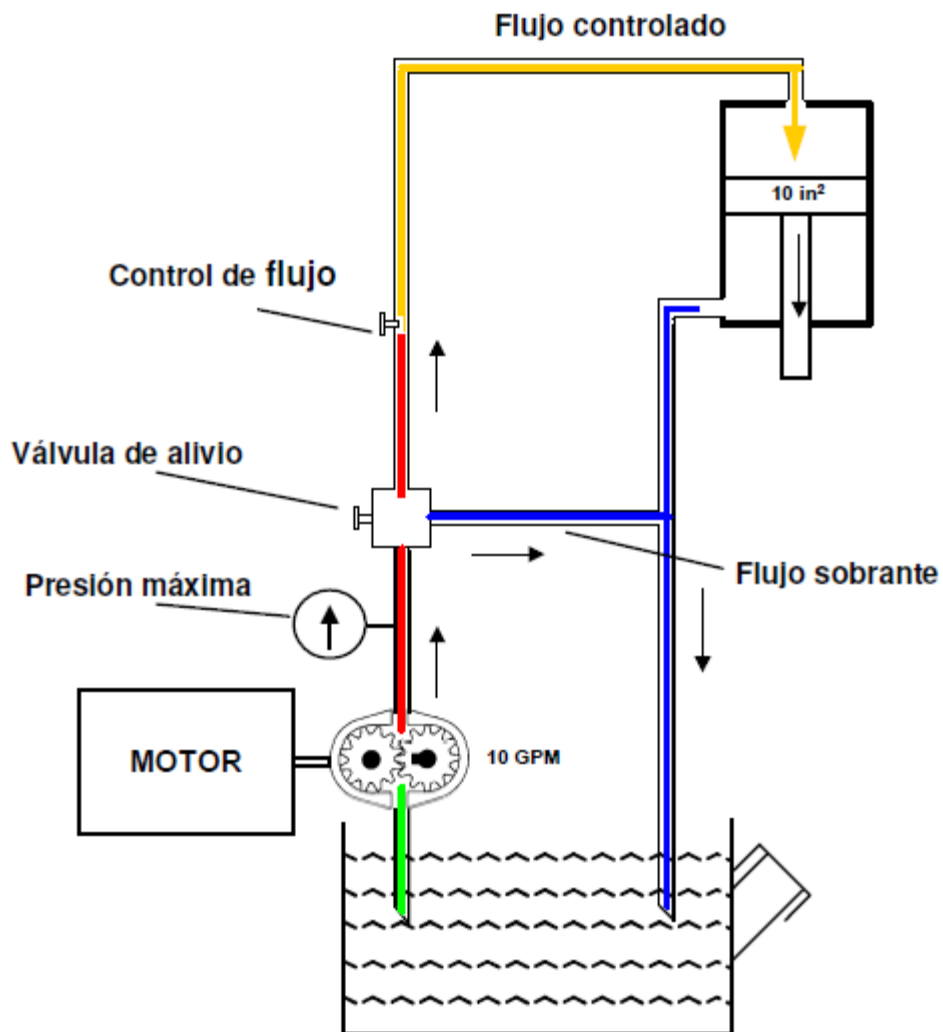 Flujo controlado
10 in²
Control de flujo
Válvula de alivio
Flujo sobrante
Presión máxima
MOTOR
10 GPM